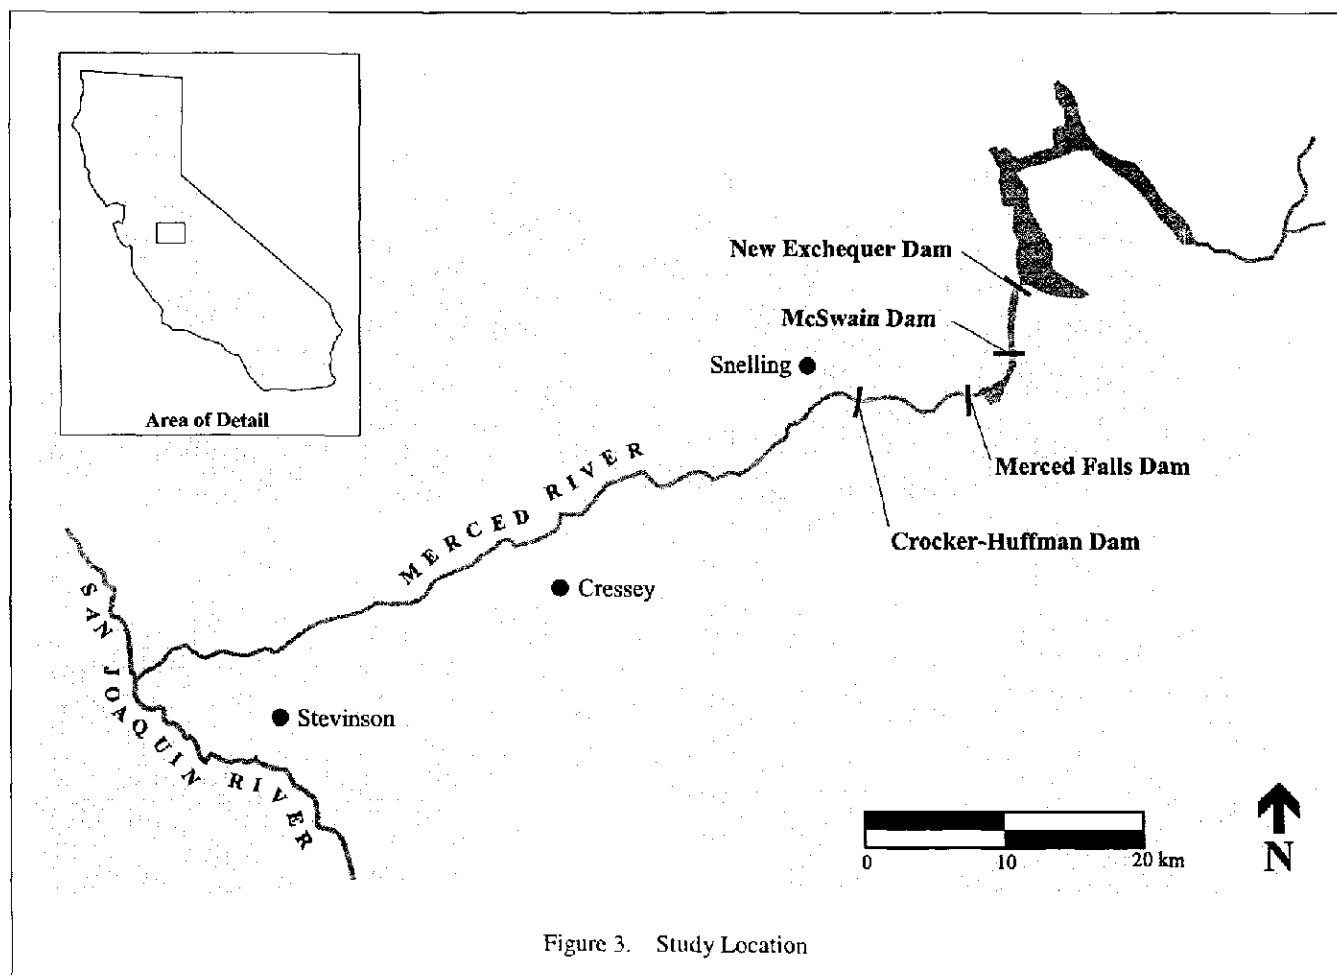 Area of Detail
New Exchequer Dam
McSwain Dam
Snelling
Merced Falls Dam
Crocker-Huffman Dam
MERCED RIVER
Cressey
SAN JOAQUIN RIVER
Stevinson
0 10 20 km
N
Figure 3. Study Location